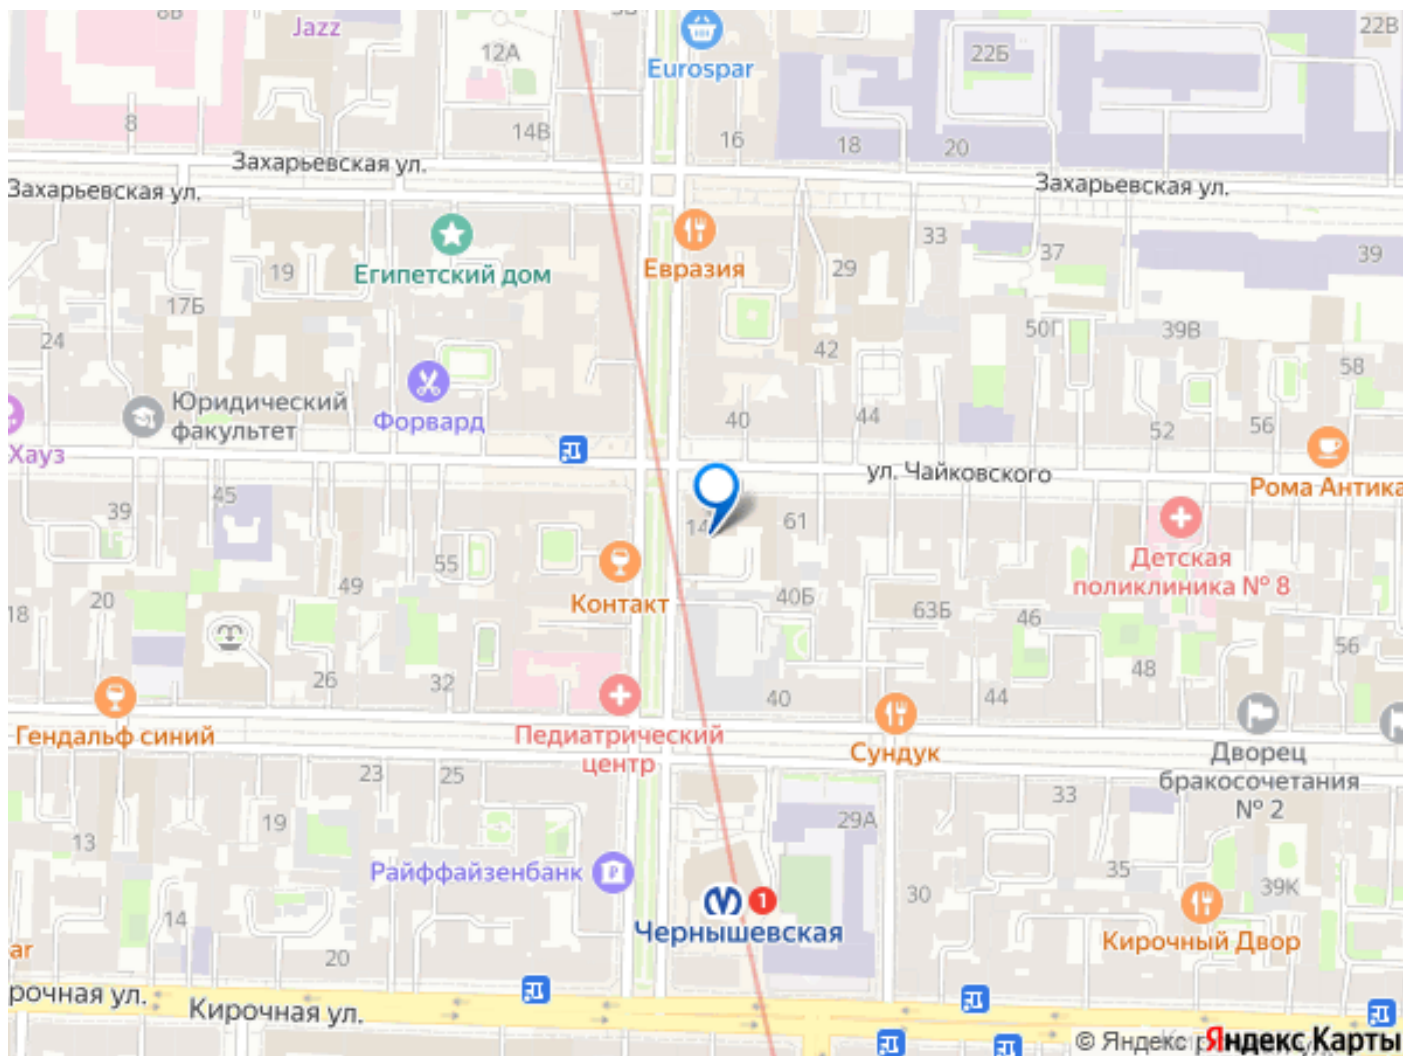 8В
Jazz
12А
Eurospar
22Б
22В
8
14В
16
18
20
Захарьевская ул.
Захарьевская ул.
Захарьевская ул.
19
Египетский дом
Евразия
29
33
37
39
17Б
24
42
50Г
39В
58
Юридический
факультет
Форвард
40
44
52
56
Хауз
ул. Чайковского
Рома Антика
39
45
14
61
Детская
поликлиника № 8
55
49
Контакт
40Б
63Б
46
18
20
56
48
26
32
40
44
Гендальф синий
Педиатрический
центр
Сундук
Дворец
бракосочетания
№ 2
23
25
33
19
29А
13
Райффайзенбанк
35
30
39К
1
Чернышевская
14
Кирочный Двор
ar
20
рочная ул.
Кирочная ул.
© Яндекс
Яндекс Карты